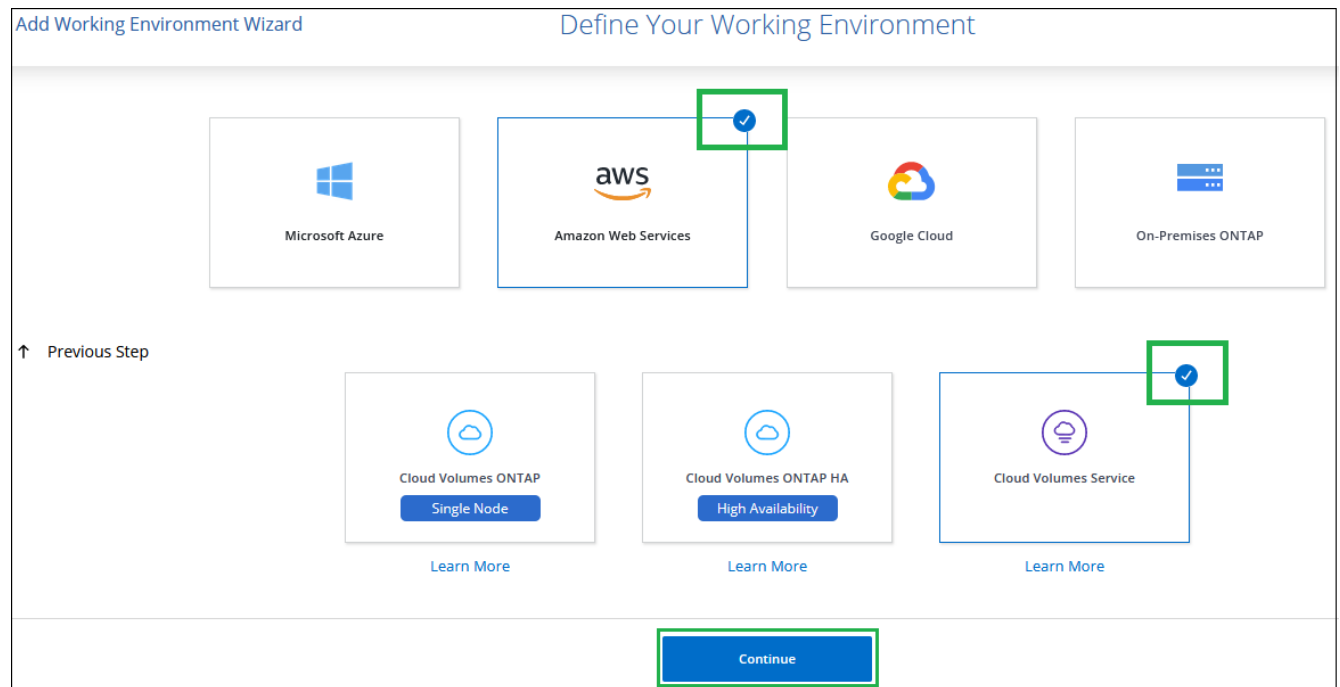 Add Working Environment Wizard
Define Your Working Environment
aws
Microsoft Azure
Amazon Web Services
Google Cloud
On-Premises ONTAP
↑ Previous Step
Cloud Volumes ONTAP
Single Node
Cloud Volumes ONTAP HA
High Availability
Cloud Volumes Service
Learn More
Learn More
Learn More
Continue